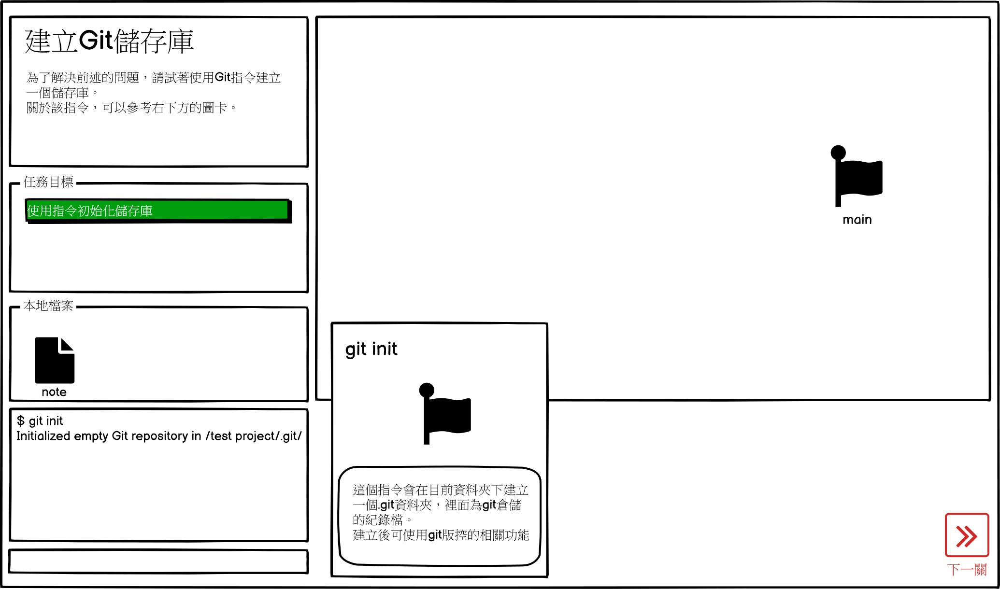 建立Git儲存庫
為了解決前述的問題，請試著使用Git指令建立
一個儲存庫。
關於該指令，可以參考右下方的圖卡。
任務目標
使用指令初始化儲存庫
本地檔案
note
$ git init
Initialized empty Git repository in /test project/.git/
main
git init
這個指令會在目前資料夾下建立
一個.git資料夾，裡面為git倉儲
的紀錄檔。
建立後可使用git版控的相關功能
下一關